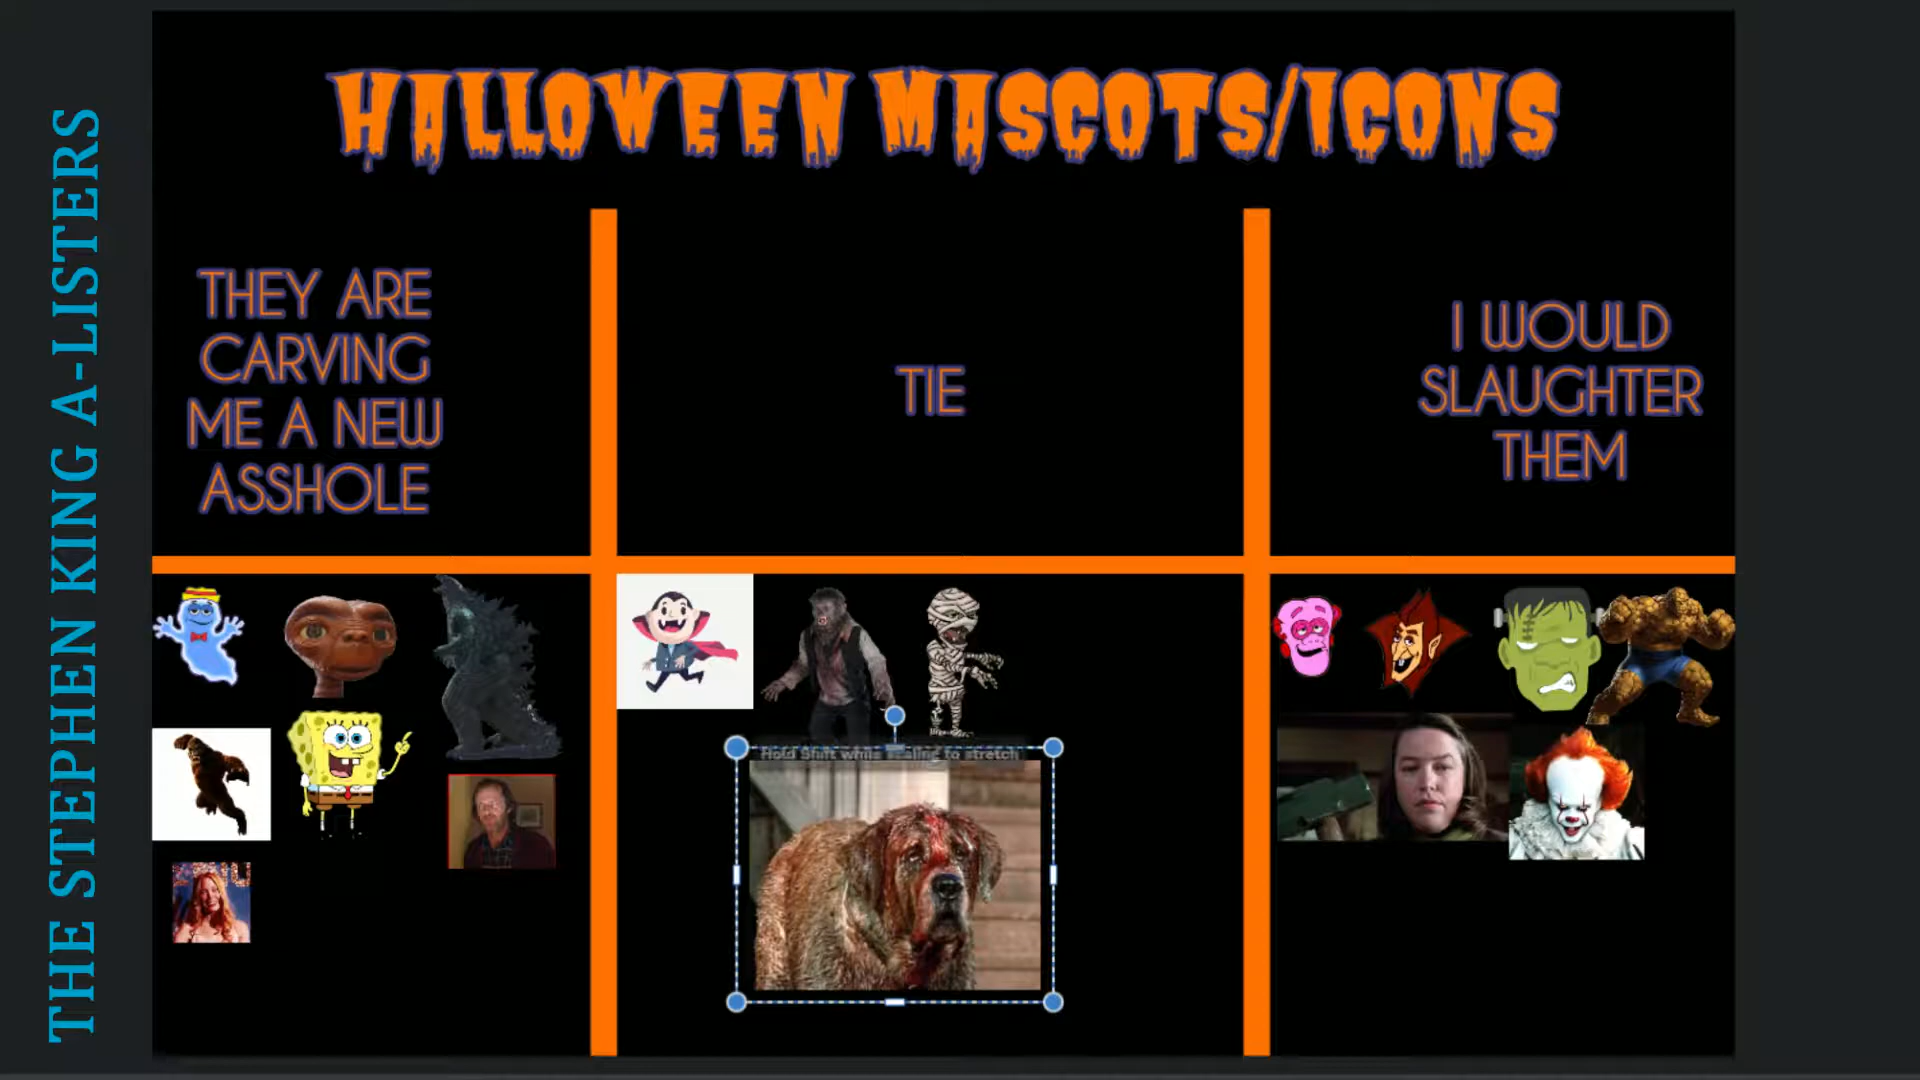 THE STEPHEN KING A-LISTERS
HALLOWEEN MASCOTS/ICONS
THEY ARE
CARVING
ME A NEW
ASSHOLE
TIE
I WOULD
SLAUGHTER
THEM
Hold Shift while scaling to stretch